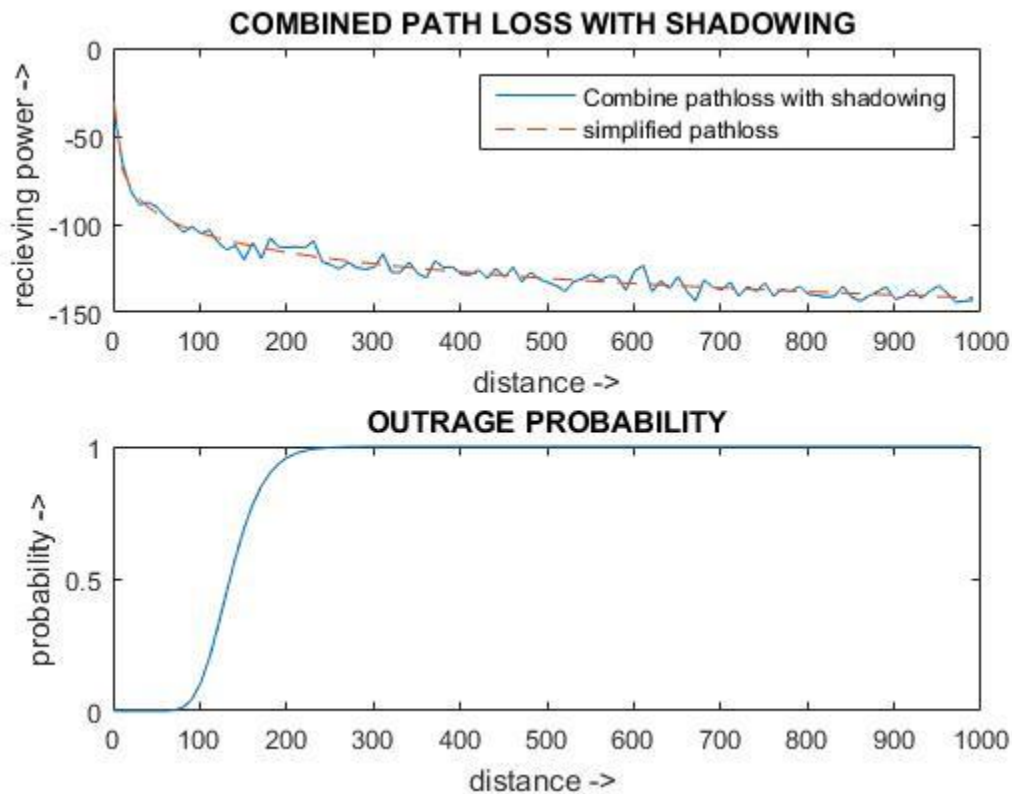 COMBINED PATH LOSS WITH SHADOWING
0
-50
-100
-150
recieving power ->
Combine pathloss with shadowing
simplified pathloss
0 100 200 300 400 500 600 700 800 900 1000
distance ->
OUTRAGE PROBABILITY
1
0.5
0
probability ->
0 100 200 300 400 500 600 700 800 900 1000
distance ->